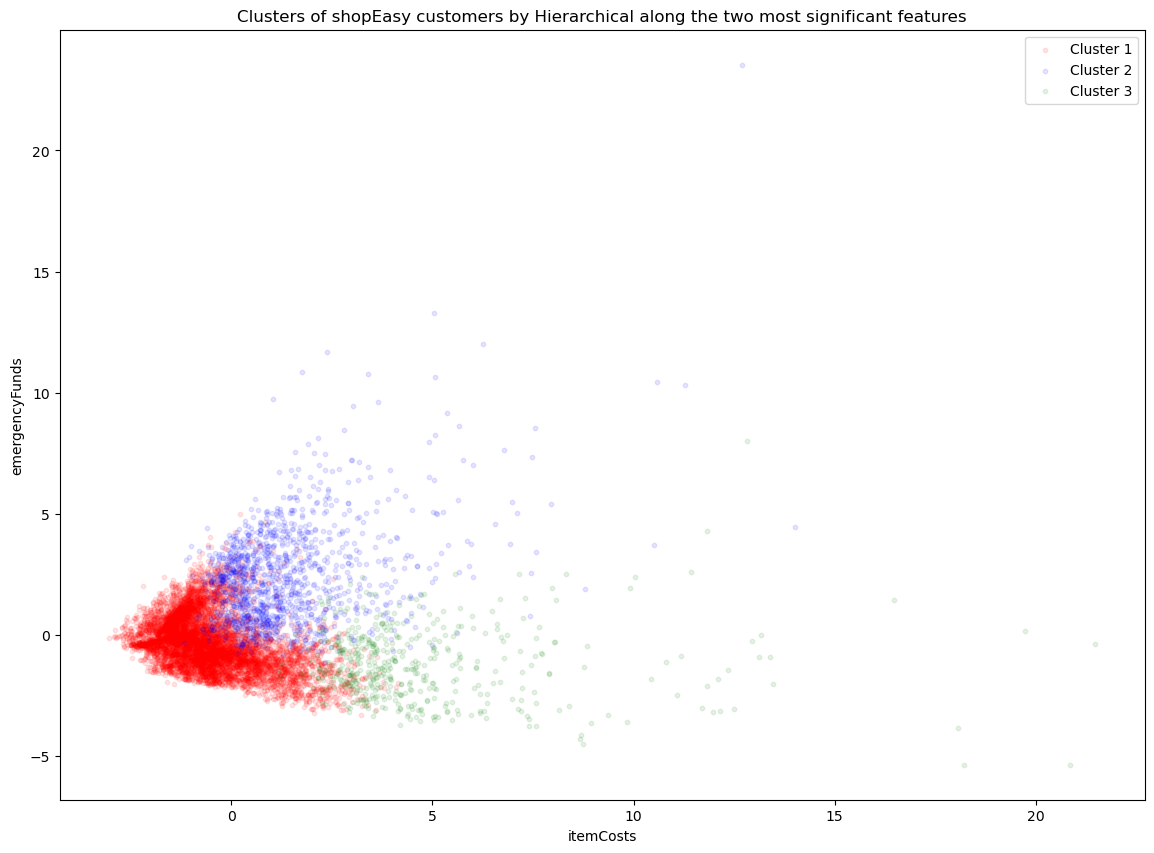 Clusters of shopEasy customers by Hierarchical along the two most significant features
Cluster 1
Cluster 2
Cluster 3
20
15
10
5
0
−5
emergencyFunds
0 5 10 15 20
itemCosts